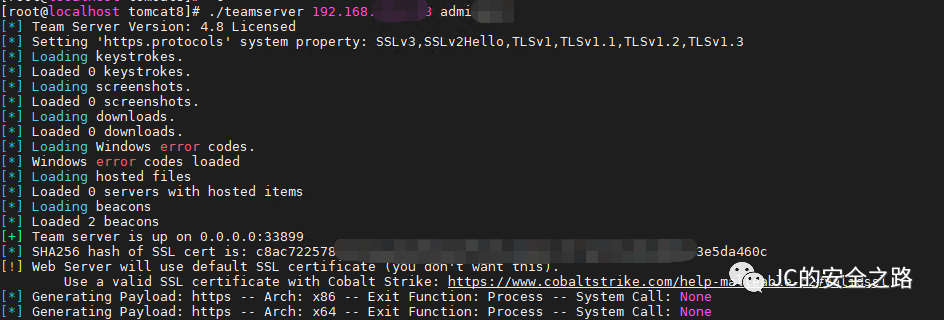 [root@localhost tomcat8]# ./teamserver 192.168. 3 admi
[*] Team Server Version: 4.8 Licensed
[*] Setting 'https.protocols' system property: SSLv3,SSLv2Hello,TLSv1,TLSv1.1,TLSv1.2,TLSv1.3
[*] Loading keystrokes.
[*] Loaded 0 keystrokes.
[*] Loading screenshots.
[*] Loaded 0 screenshots.
[*] Loading downloads.
[*] Loaded 0 downloads.
[*] Loading Windows error codes.
[*] Windows error codes loaded
[*] Loading hosted files
[*] Loaded 0 servers with hosted items
[*] Loading beacons
[*] Loaded 2 beacons
[+] Team server is up on 0.0.0.0:33899
[*] SHA256 hash of SSL cert is: c8ac722578 3e5da460c
[!] Web Server will use default SSL certificate (you don't want this).
Use a valid SSL certificate with Cobalt Strike: https://www.cobaltstrike.com/help-malleable-c2#validssl
JC的安全之路
[*] Generating Payload: https -- Arch: x86 -- Exit Function: Process -- System Call: None
[*] Generating Payload: https -- Arch: x64 -- Exit Function: Process -- System Call: None